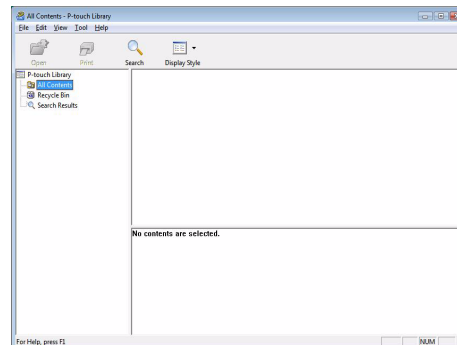 All Contents - P-touch Library
File Edit View Tool Help
Open Print Search Display Style
P-touch Library
All Contents
Recycle Bin
Search Results
No contents are selected.
For Help, press F1
NUM